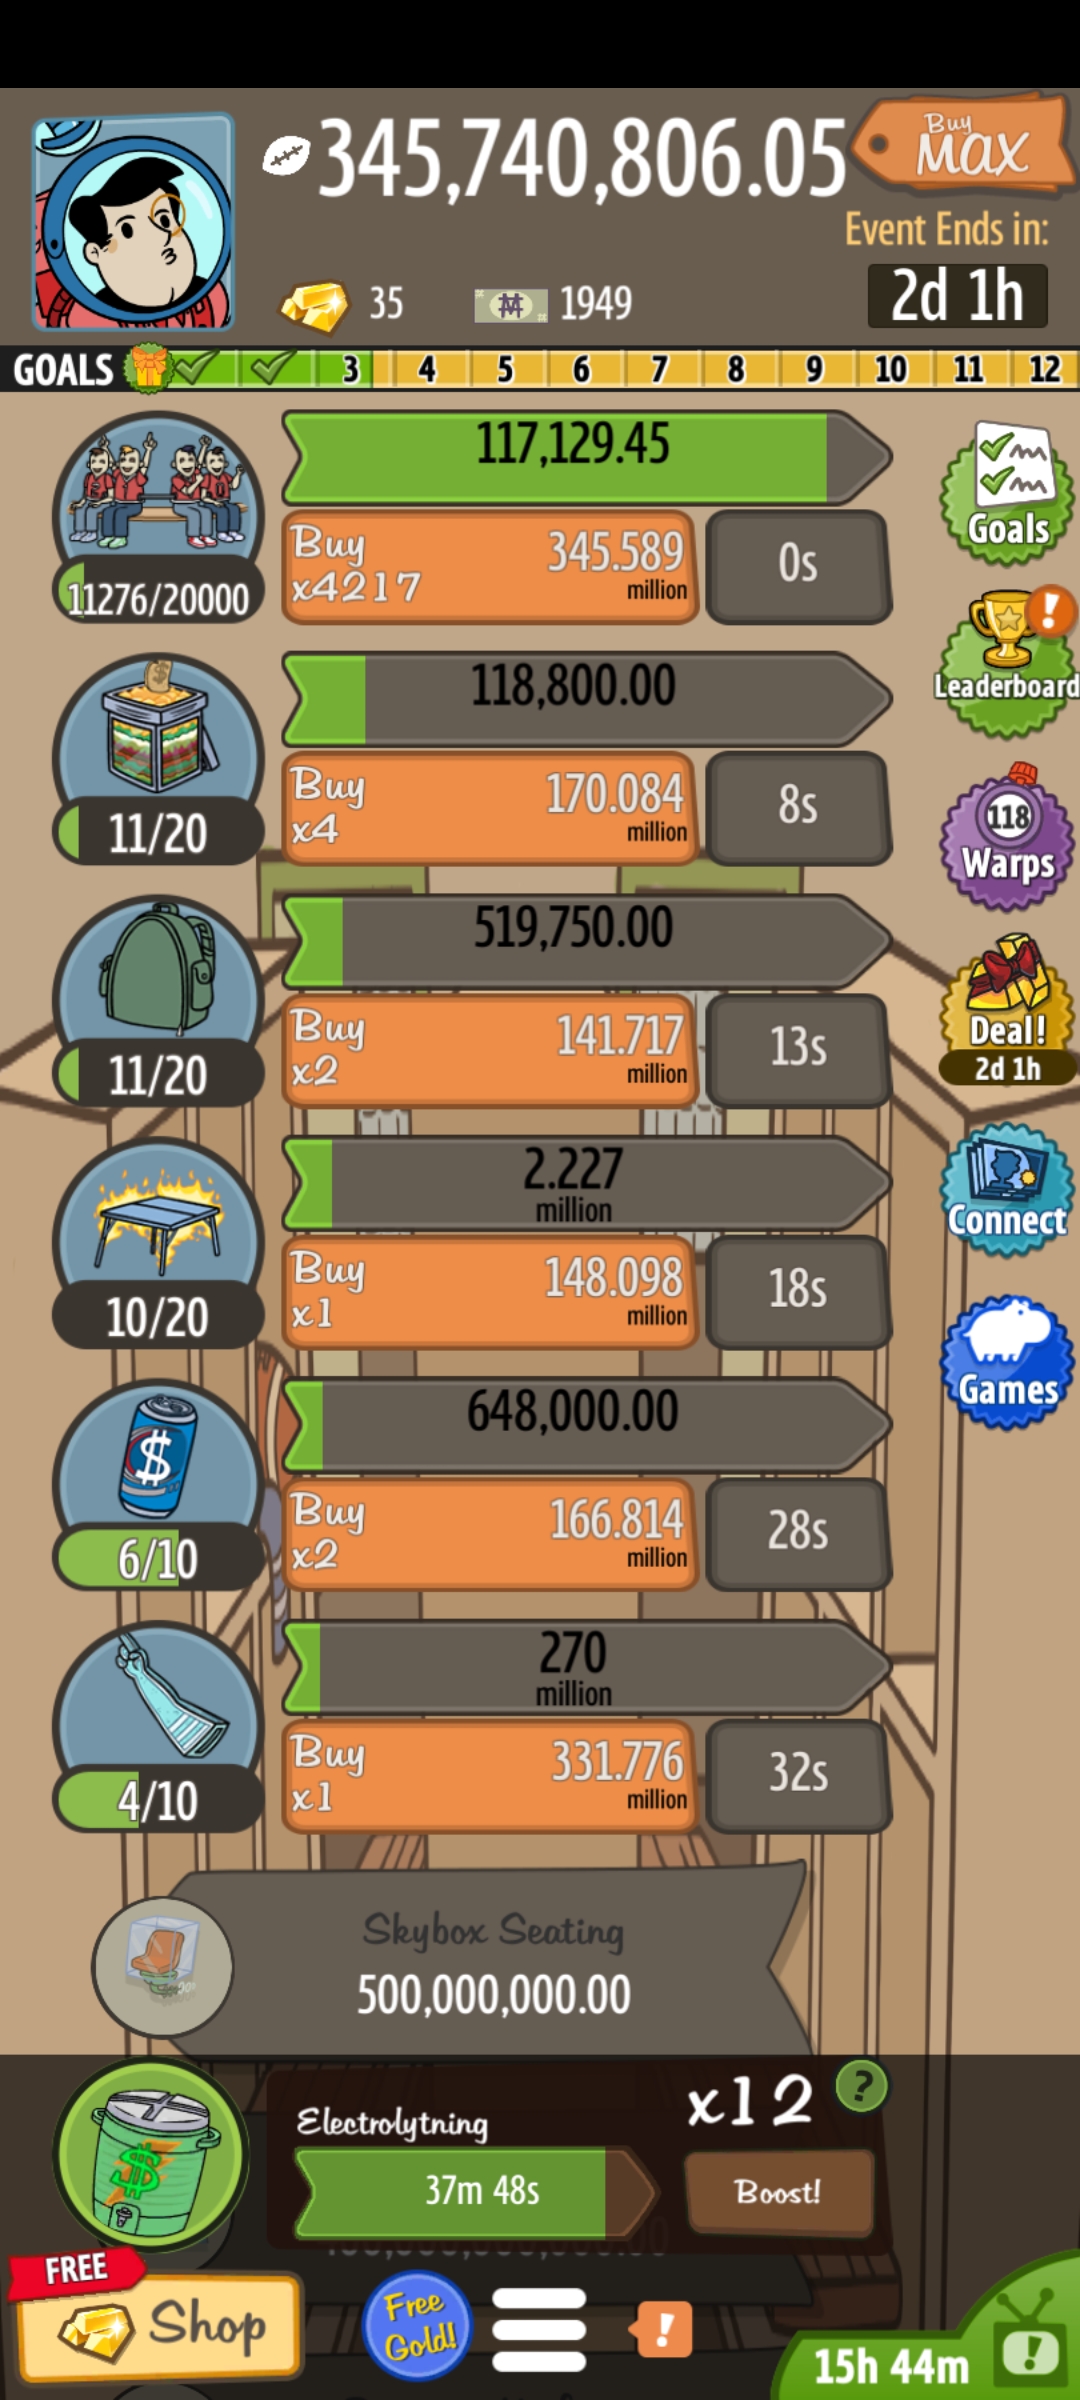 345,740,806.05
Buy
MAX
Event Ends in:
35
1949
2d 1h
GOALS 3 4 5 6 7 8 9 10 11 12
117,129.45
Buy
x4217
345.589
million
0s
11276/20000
Goals
118,800.00
Leaderboard
Buy
x4
170.084
million
8s
11/20
118
Warps
519,750.00
Buy
x2
141.717
million
13s
11/20
Deal!
2d 1h
2.227
million
Buy
x1
148.098
million
18s
10/20
Connect
648,000.00
Buy
x2
166.814
million
28s
6/10
Games
270
million
Buy
x1
331.776
million
32s
4/10
Skybox Seating
500,000,000.00
Electrolytning
x12
?
37m 48s
Boost!
FREE
Shop
Free
Gold!
!
15h 44m
!